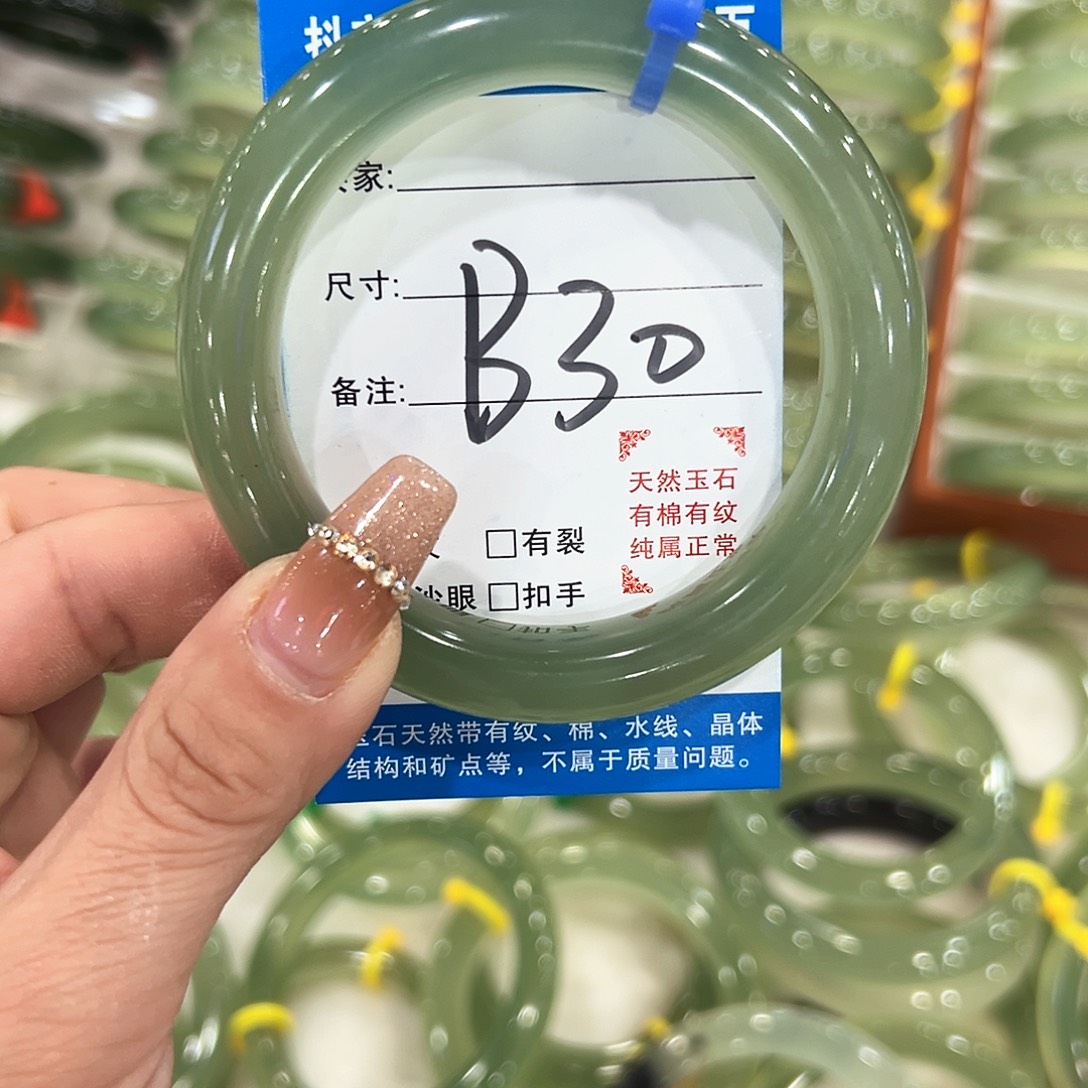 抖
家:
尺寸:
B30
备注:
天然玉石
有棉有纹
纯属正常
□有裂
眼 □扣手
石天然带有纹、棉、水线、晶体
结构和矿点等，不属于质量问题。